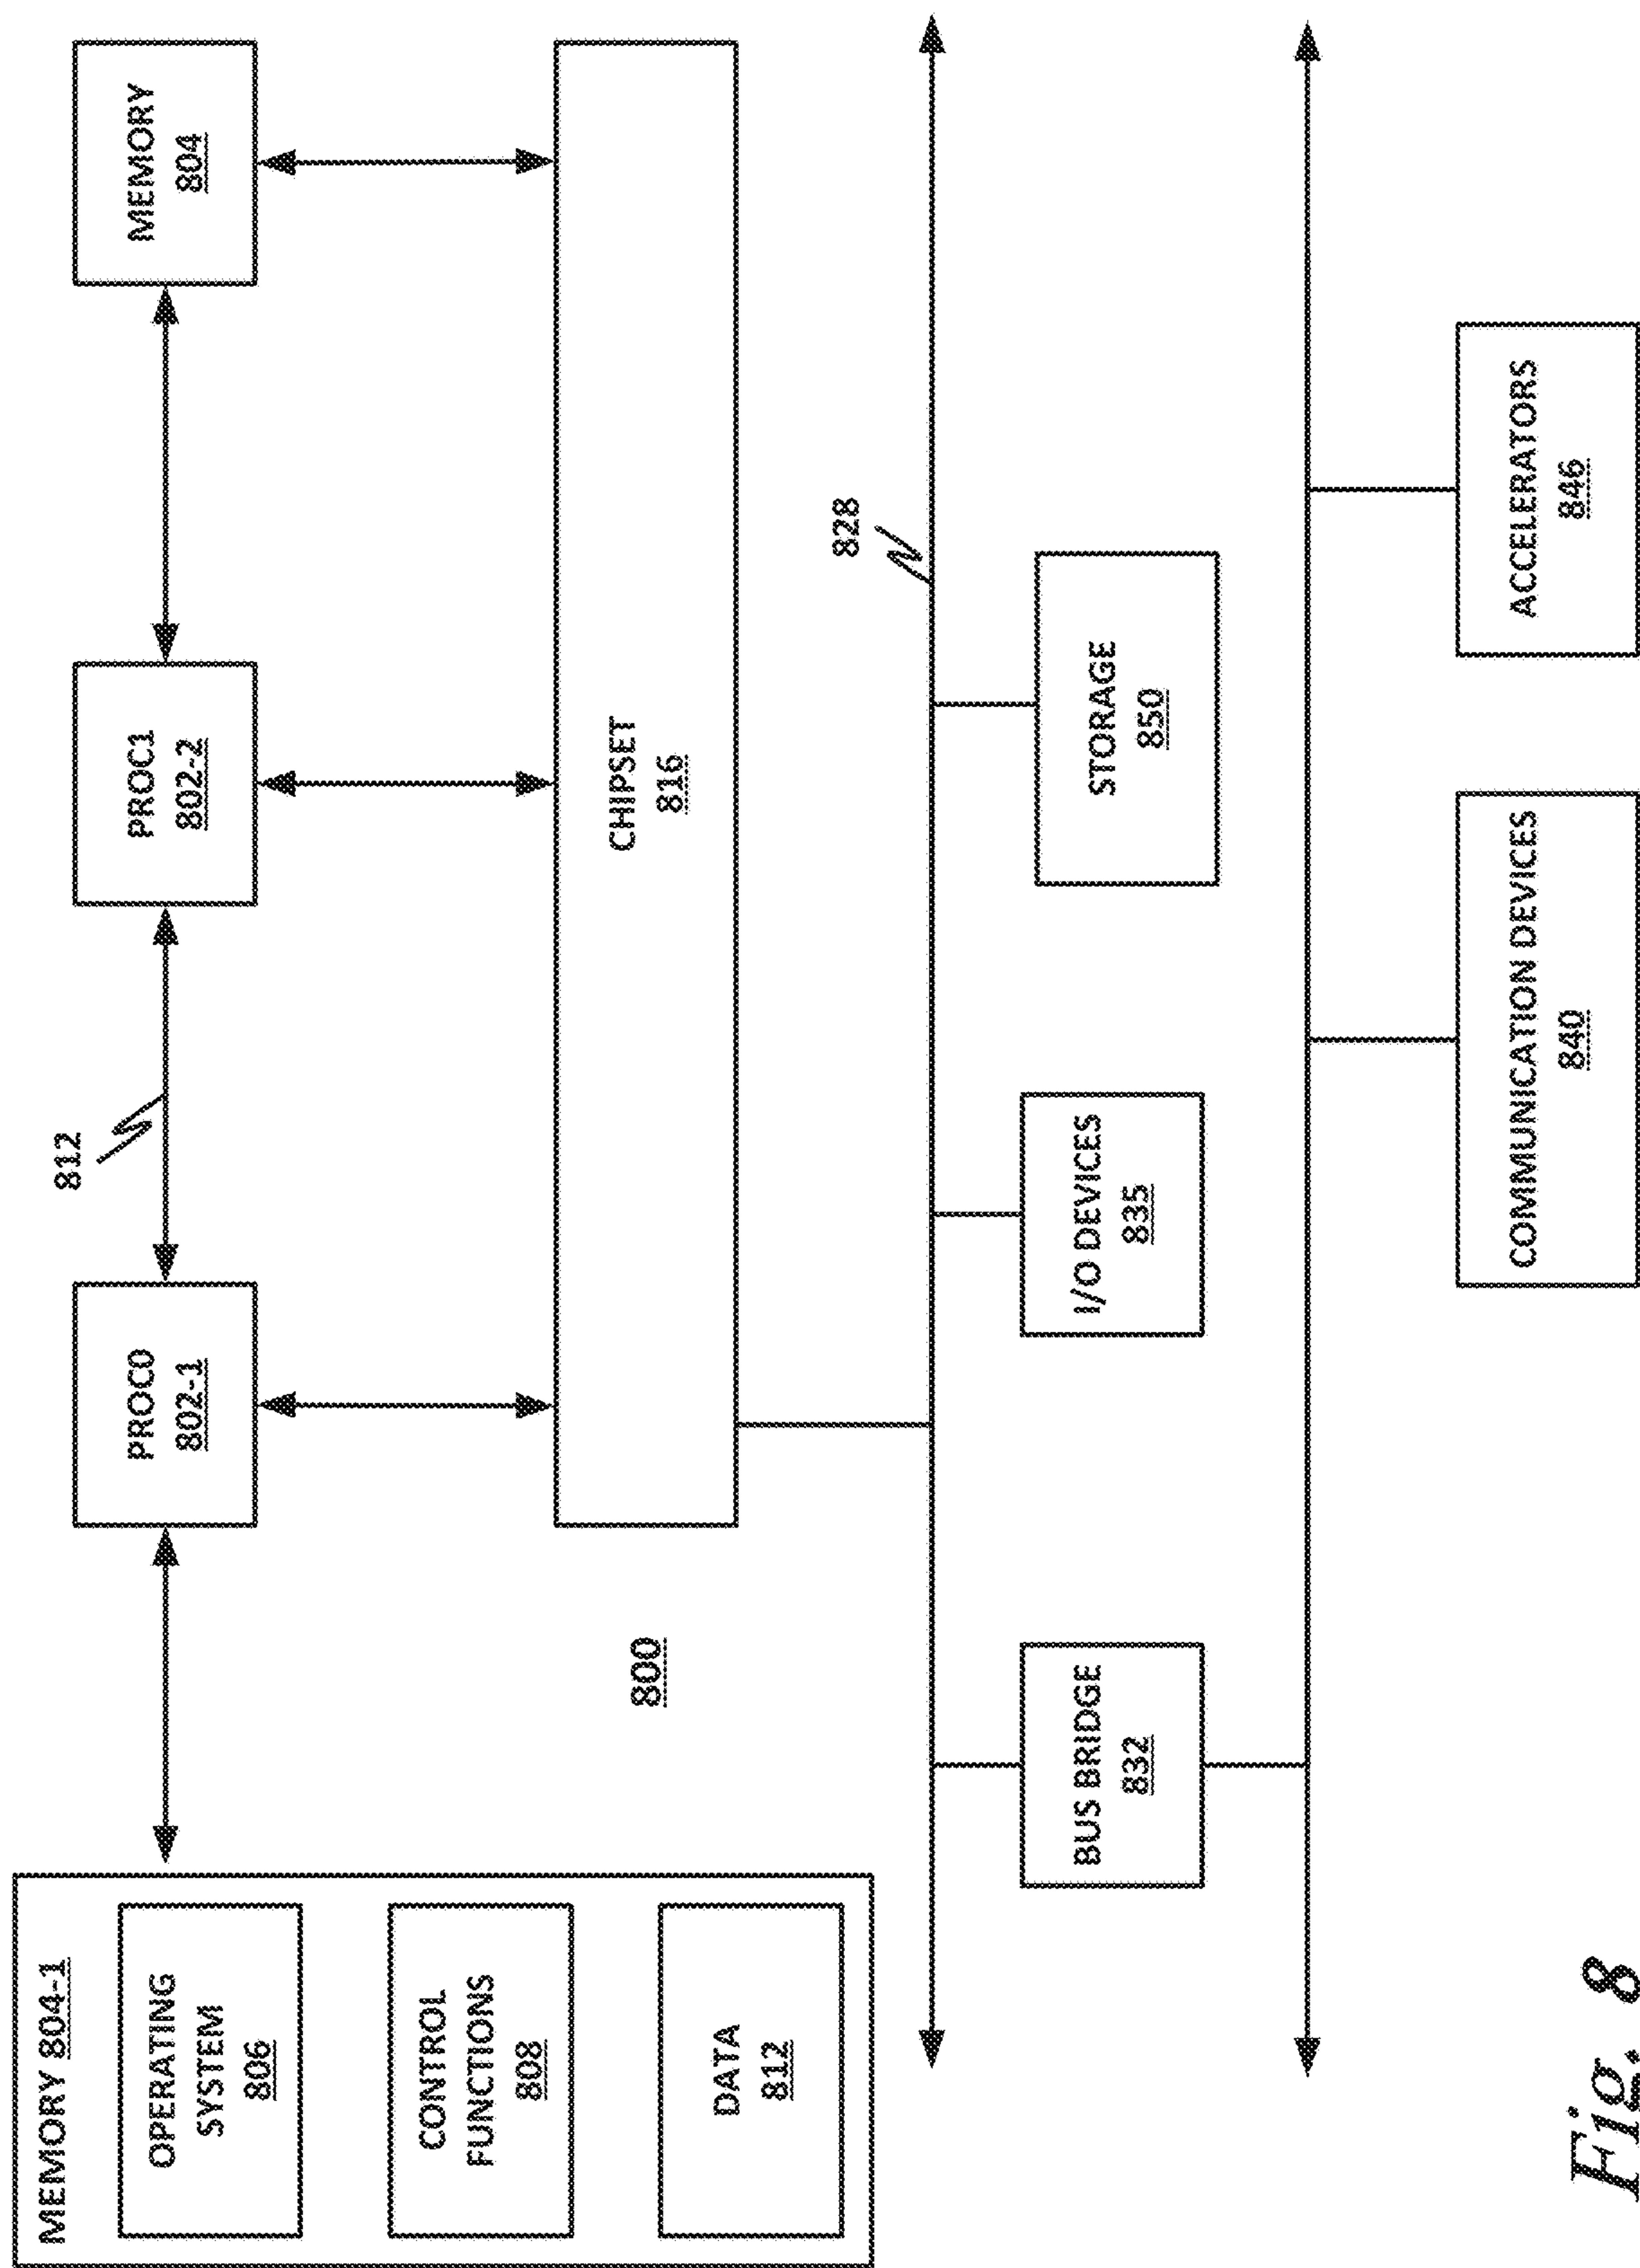 MEMORY 804-1
OPERATING
SYSTEM
806
CONTROL
FUNCTIONS
808
DATA
812
PROC0
802-1
812
PROC1
802-2
MEMORY
804
CHIPSET
816
800
828
BUS BRIDGE
832
I/O DEVICES
835
STORAGE
850
COMMUNICATION DEVICES
840
ACCELERATORS
846
Fig. 8